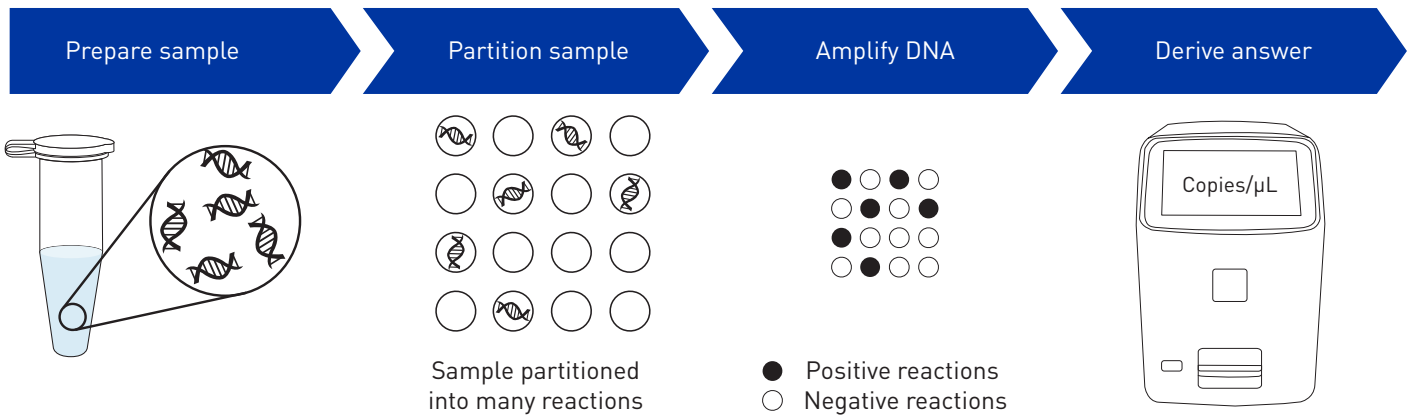 Prepare sample
Partition sample
Amplify DNA
Derive answer
Copies/µL
Sample partitioned
into many reactions
Positive reactions
Negative reactions